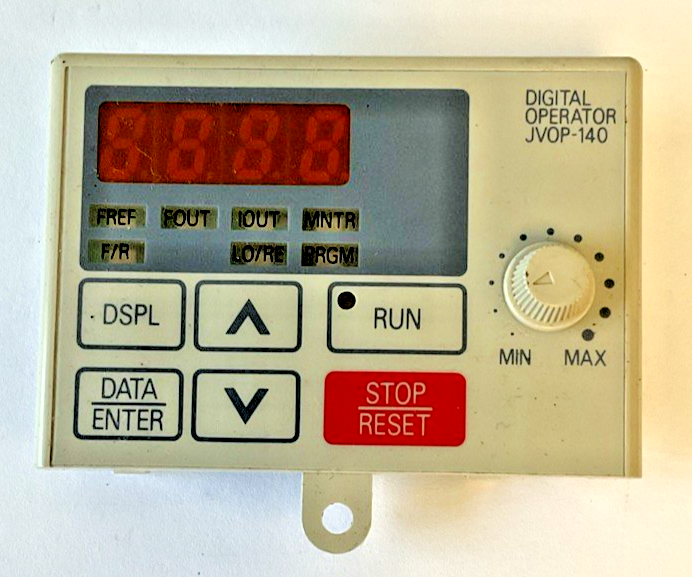 DIGITAL
OPERATOR
JVOP-140
8888
FREF FOUT IOUT MNTR
F/R LO/RE PRGM
DSPL
RUN
MIN MAX
DATA
ENTER
STOP
RESET